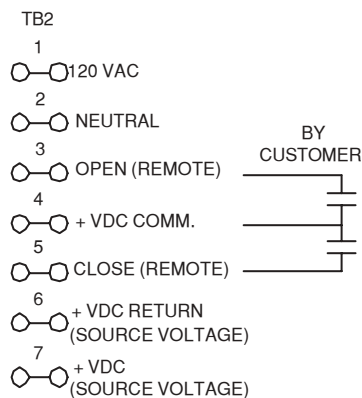 TB2
1
120 VAC
2
NEUTRAL
3
OPEN (REMOTE)
4
+ VDC COMM.
5
CLOSE (REMOTE)
6
+ VDC RETURN
(SOURCE VOLTAGE)
7
+ VDC
(SOURCE VOLTAGE)
BY
CUSTOMER